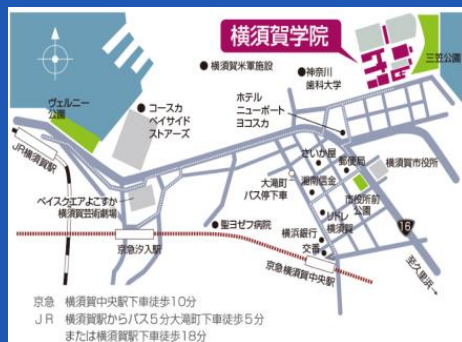 横須賀学院
三笠公園
●横須賀米軍施設
●神奈川
歯科大学
ヴェルニー
公園
●コースカ
ベイサイド
ストアーズ
ホテル
ニューポート
ヨコスカ
JR横須賀駅
さいか屋
郵便局
横須賀市役所
大滝町
バス停下車
湘南信金
ベイスクエアよこすか
横須賀芸術劇場
市役所前
公園
リドレ
横須賀
16
●聖ヨゼフ病院
横浜銀行
交番
京急汐入駅
京急横須賀中央駅
至久里浜→
京急 横須賀中央駅下車徒歩10分
JR 横須賀駅からバス5分大滝町下車徒歩5分
または横須賀駅下車徒歩18分